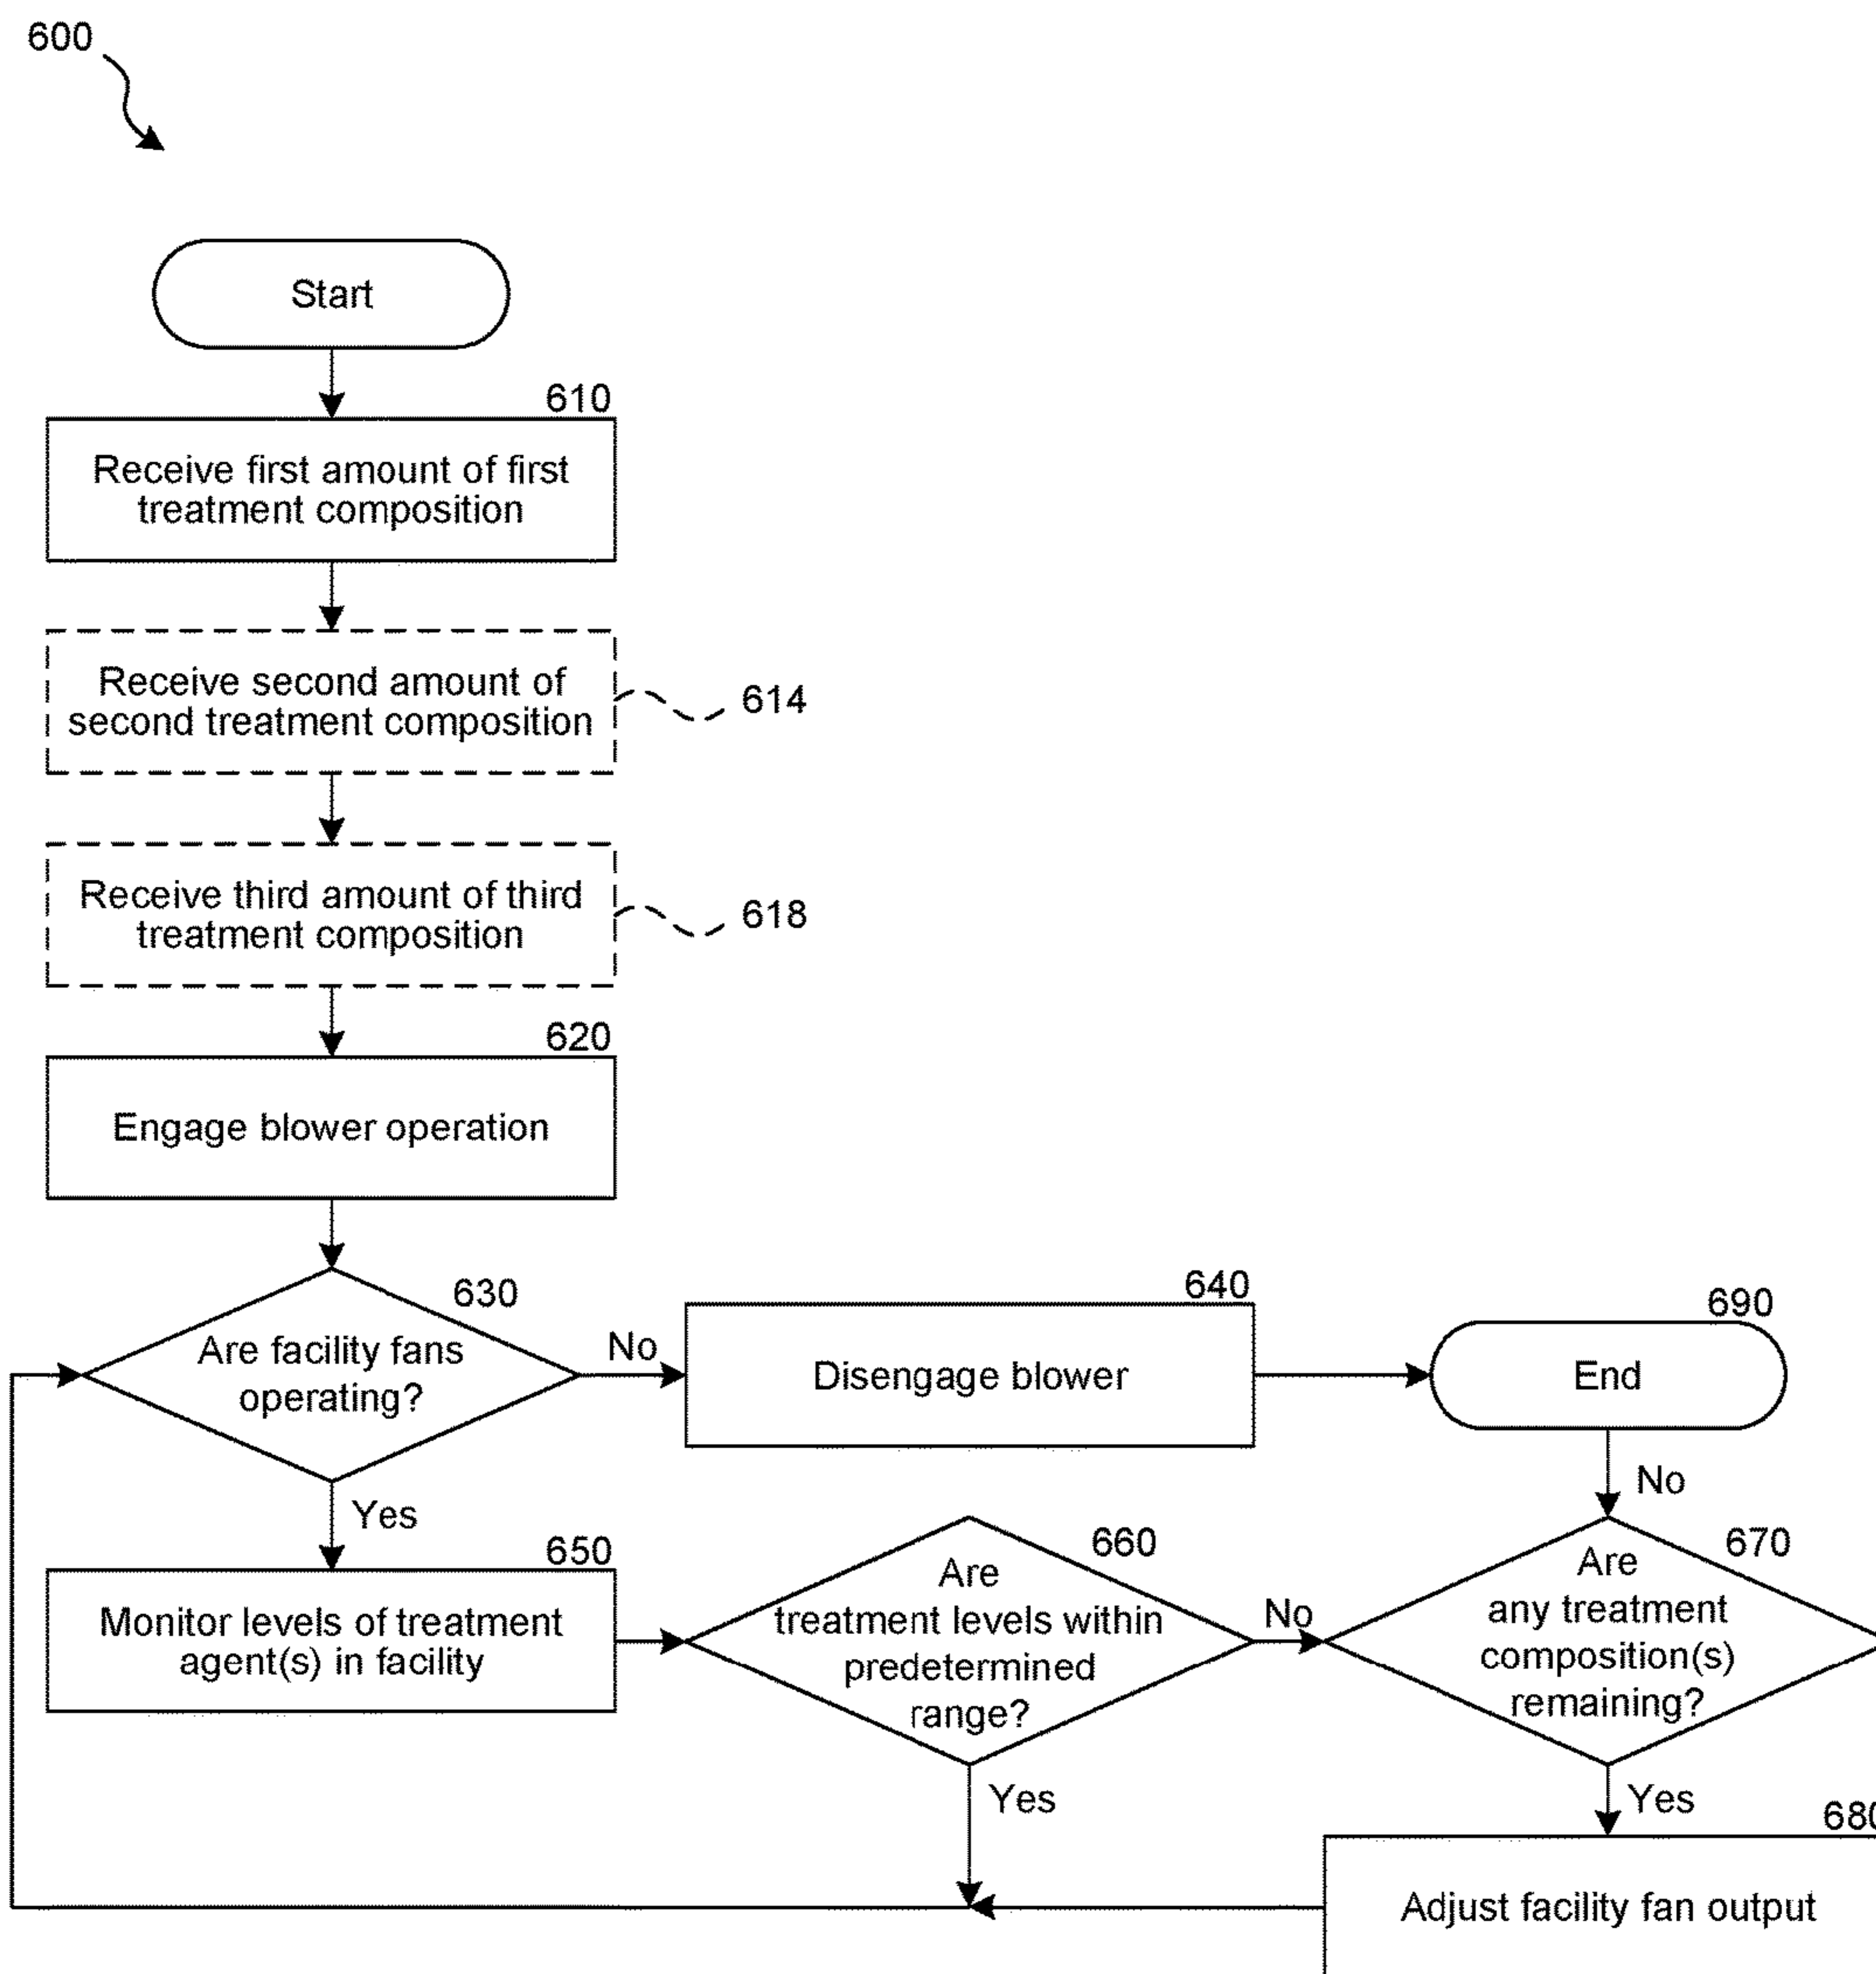 600
Start
610
Receive first amount of first
treatment composition
Receive second amount of
second treatment composition
614
Receive third amount of third
treatment composition
618
620
Engage blower operation
630
Are facility fans
operating?
No
640
Disengage blower
690
End
No
Yes
650
Monitor levels of treatment
agent(s) in facility
660
Are
treatment levels within
predetermined
range?
No
670
Are
any treatment
composition(s)
remaining?
Yes
Yes
680
Adjust facility fan output